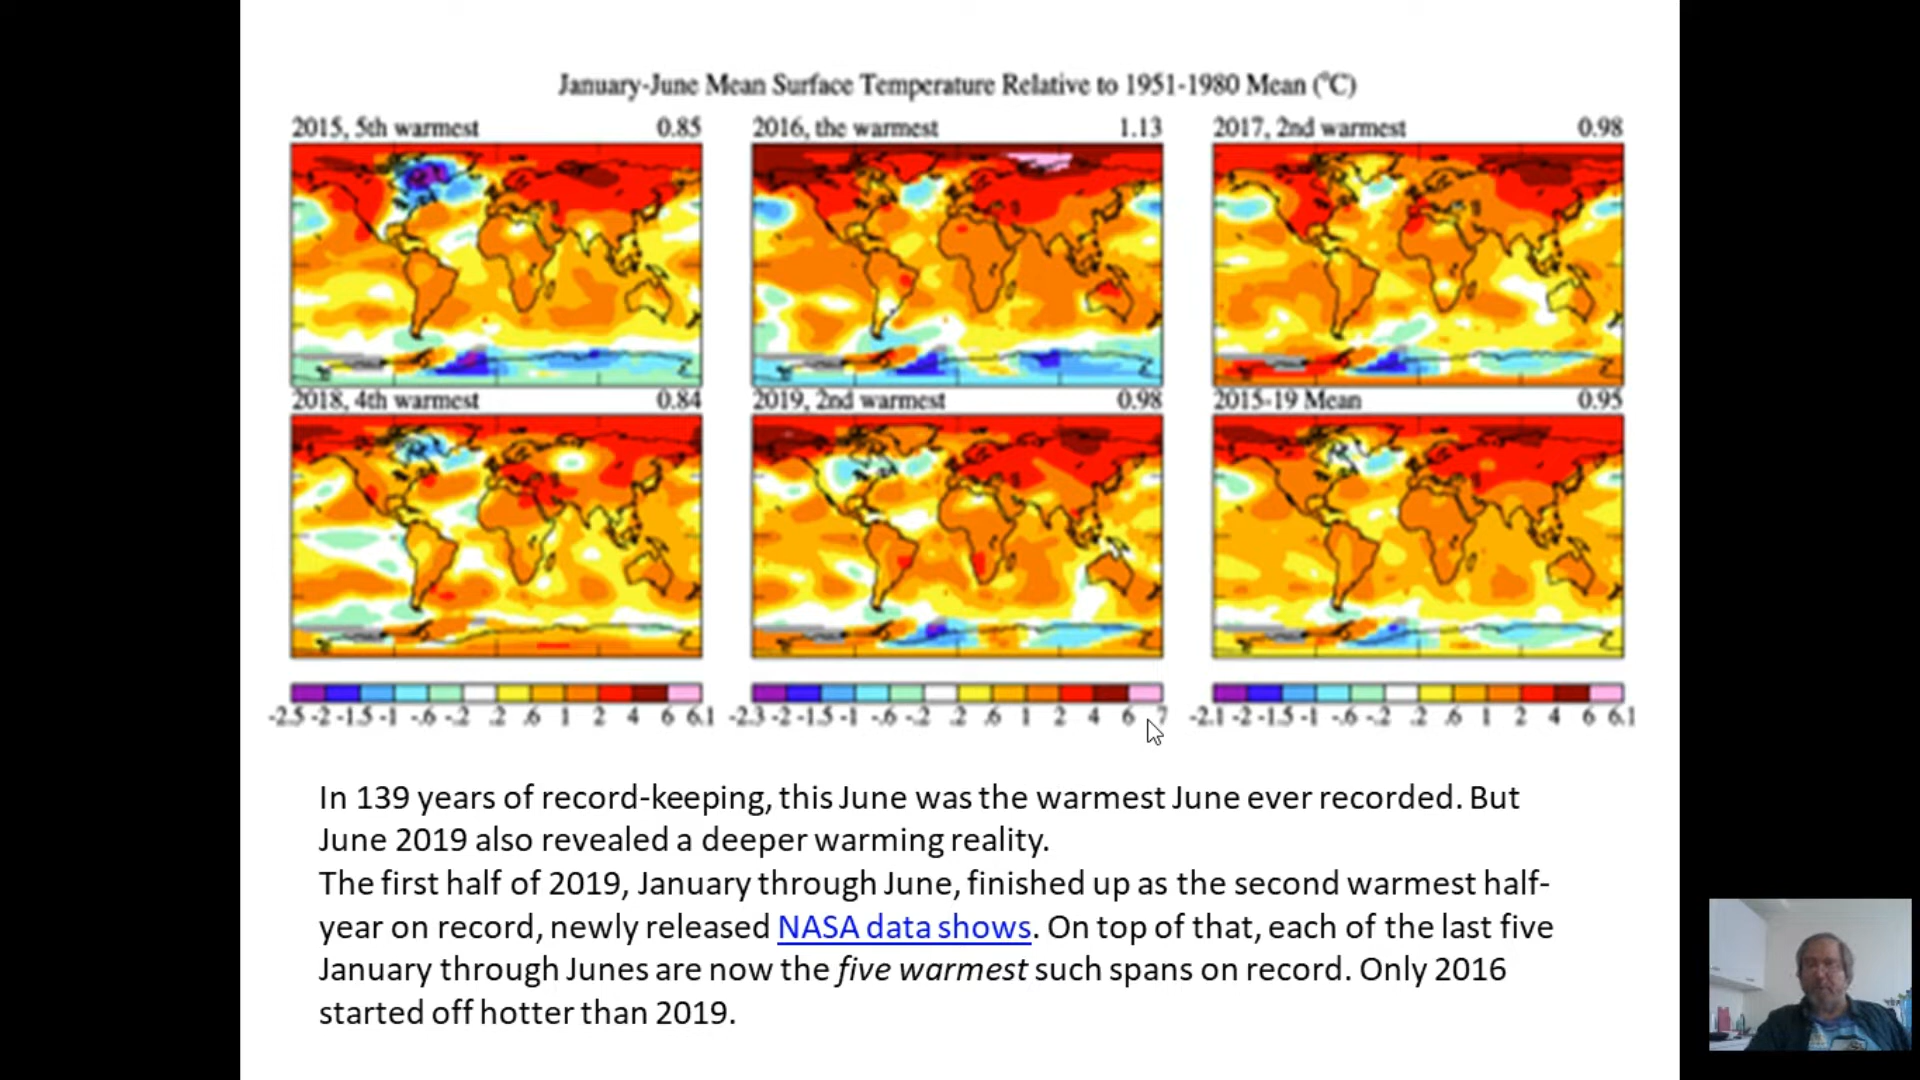 January-June Mean Surface Temperature Relative to 1951-1980 Mean (°C)
2015, 5th warmest 0.85
2016, the warmest 1.13
2017, 2nd warmest 0.98
2018, 4th warmest 0.84
2019, 2nd warmest 0.98
2015-19 Mean 0.95
-2.5 -2 -1.5 -1 -.6 -.2 .2 .6 1 2 4 6 6.1
-2.3 -2 -1.5 -1 -.6 -.2 .2 .6 1 2 4 6 7
-2.1 -2 -1.5 -1 -.6 -.2 .2 .6 1 2 4 6 6.1
In 139 years of record-keeping, this June was the warmest June ever recorded. But
June 2019 also revealed a deeper warming reality.
The first half of 2019, January through June, finished up as the second warmest half-
year on record, newly released NASA data shows. On top of that, each of the last five
January through Junes are now the five warmest such spans on record. Only 2016
started off hotter than 2019.